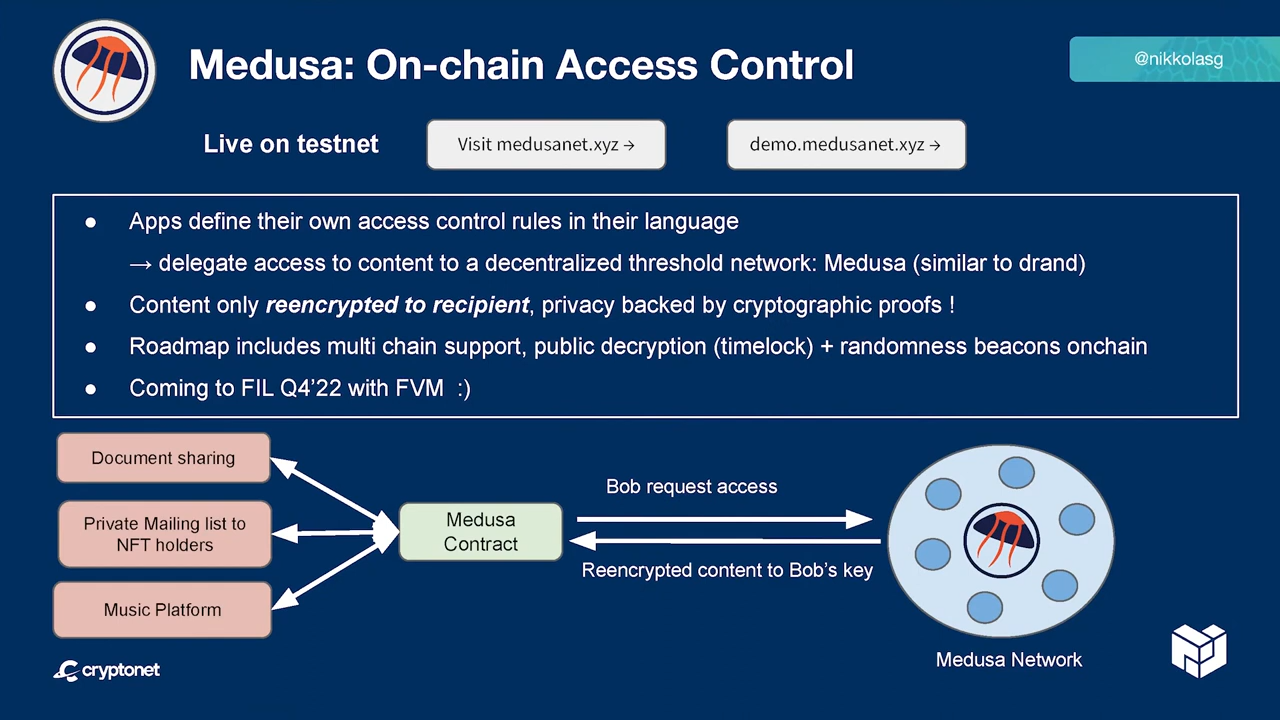 Medusa: On-chain Access Control
@nikkolasg
Live on testnet
Visit medusanet.xyz →
demo.medusanet.xyz →
● Apps define their own access control rules in their language
→ delegate access to content to a decentralized threshold network: Medusa (similar to drand)
● Content only reencrypted to recipient, privacy backed by cryptographic proofs !
● Roadmap includes multi chain support, public decryption (timelock) + randomness beacons onchain
● Coming to FIL Q4’22 with FVM :)
Document sharing
Private Mailing list to
NFT holders
Music Platform
Medusa
Contract
Bob request access
Reencrypted content to Bob’s key
Medusa Network
cryptonet